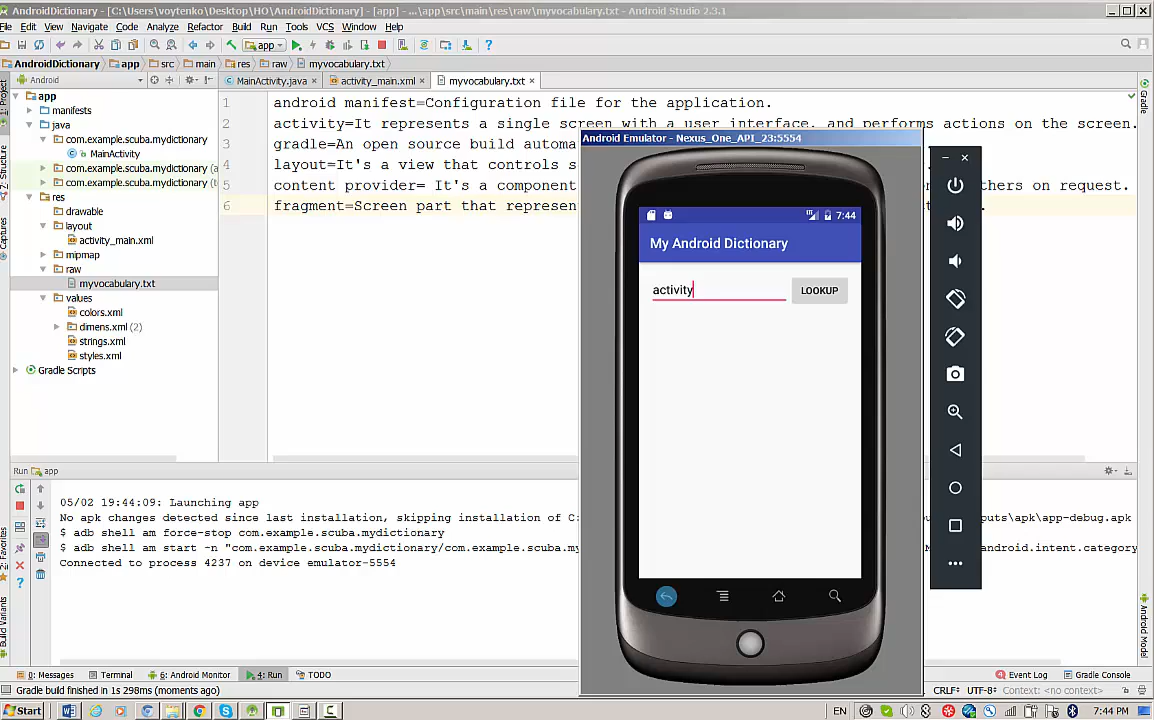 AndroidDictionary - [C:\Users\voytenko\Desktop\HO\AndroidDictionary] - [app] - ...\app\src\main\res\raw\myvocabulary.txt - Android Studio 2.3.1
File Edit View Navigate Code Analyze Refactor Build Run Tools VCS Window Help
app
AndroidDictionary app src main res raw myvocabulary.txt
Android
MainActivity.java activity_main.xml myvocabulary.txt
1: Project
Structure
Captures
Favorites
Build Variants
Gradle
Android Model
app
manifests
java
com.example.scuba.mydictionary
MainActivity
com.example.scuba.mydictionary (a
com.example.scuba.mydictionary (t
res
drawable
layout
activity_main.xml
mipmap
raw
myvocabulary.txt
values
colors.xml
dimens.xml (2)
strings.xml
styles.xml
Gradle Scripts
1 android manifest=Configuration file for the application.
2 activity=It represents a single screen with a user interface, and performs actions on the screen.
3 gradle=An open source build automa
4 layout=It's a view that controls s
5 content provider= It's a component thers on request.
6 fragment=Screen part that represen
Android Emulator - Nexus_One_API_23:5554
7:44
My Android Dictionary
activity LOOKUP
Run app
05/02 19:44:09: Launching app
No apk changes detected since last installation, skipping installation of C: puts\apk\app-debug.apk
$ adb shell am force-stop com.example.scuba.mydictionary
$ adb shell am start -n "com.example.scuba.mydictionary/com.example.scuba.my ndroid.intent.category
Connected to process 4237 on device emulator-5554
0: Messages Terminal 6: Android Monitor 4: Run TODO Event Log Gradle Console
Gradle build finished in 1s 298ms (moments ago) CRLF÷ UTF-8÷ Context: <no context>
Start EN 7:44 PM